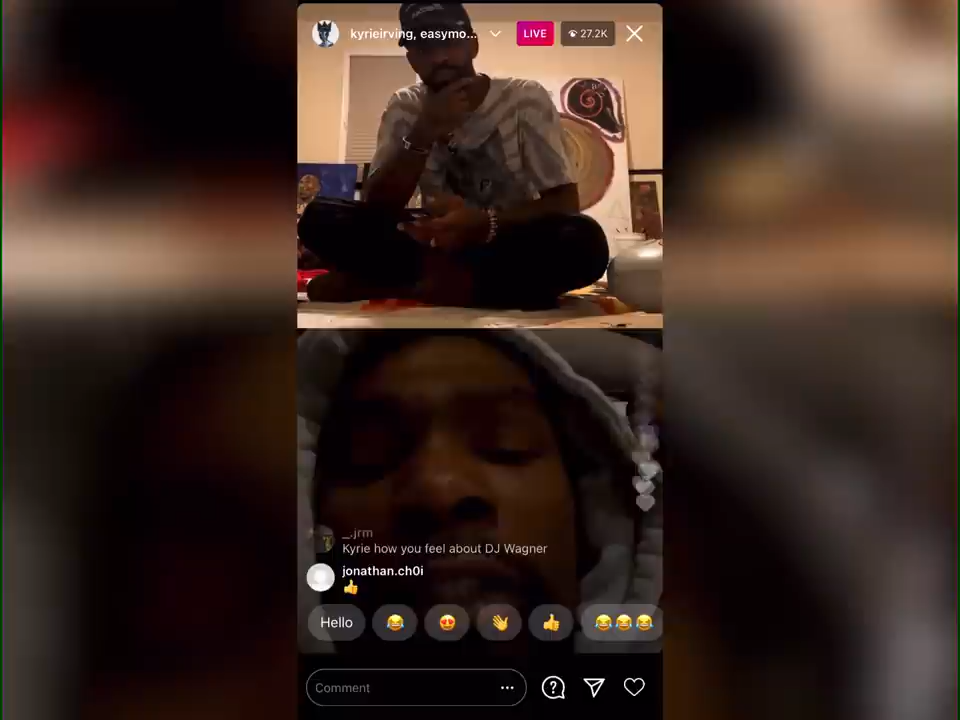 kyrieirving, easymo...
LIVE
27.2K
_.jrm
Kyrie how you feel about DJ Wagner
jonathan.ch0i
👍
Hello 😂 😍 👋 👍 😂😂😂
Comment